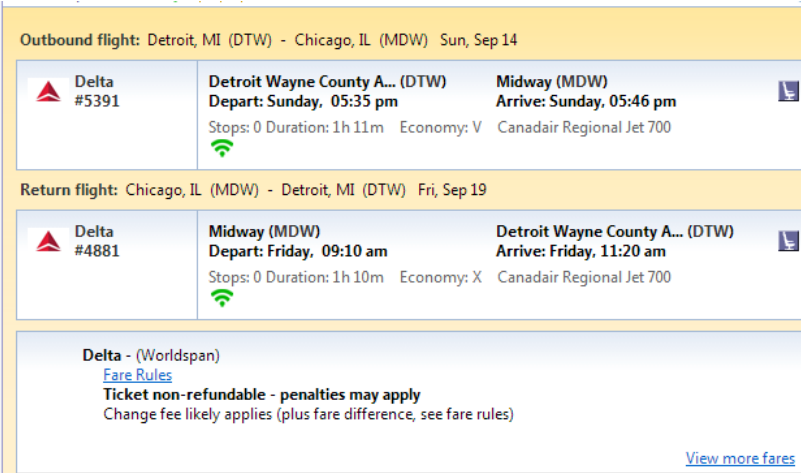 Outbound flight: Detroit, MI (DTW) - Chicago, IL (MDW) Sun, Sep 14
Delta
#5391
Detroit Wayne County A... (DTW)
Depart: Sunday, 05:35 pm
Midway (MDW)
Arrive: Sunday, 05:46 pm
Stops: 0 Duration: 1h 11m Economy: V Canadair Regional Jet 700
Return flight: Chicago, IL (MDW) - Detroit, MI (DTW) Fri, Sep 19
Delta
#4881
Midway (MDW)
Depart: Friday, 09:10 am
Detroit Wayne County A... (DTW)
Arrive: Friday, 11:20 am
Stops: 0 Duration: 1h 10m Economy: X Canadair Regional Jet 700
Delta - (Worldspan)
Fare Rules
Ticket non-refundable - penalties may apply
Change fee likely applies (plus fare difference, see fare rules)
View more fares